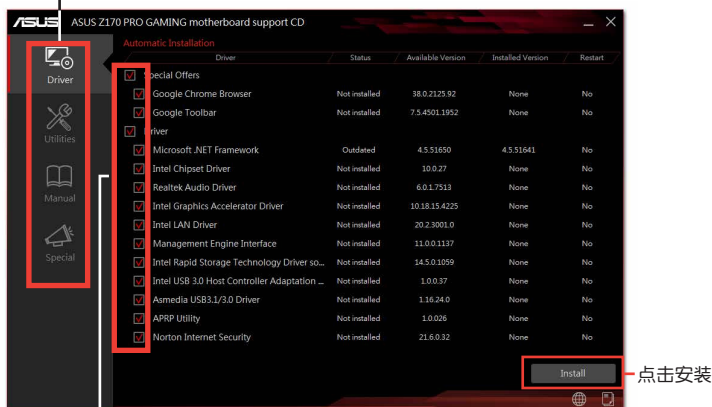 ASUS ASUS Z170 PRO GAMING motherboard support CD
Automatic Installation
Driver Status Available Version Installed Version Restart
Driver
Utilities
Manual
Special
Special Offers
Google Chrome Browser Not installed 38.0.2125.92 None No
Google Toolbar Not installed 7.5.4501.1952 None No
Driver
Microsoft .NET Framework Outdated 4.5.51650 4.5.51641 No
Intel Chipset Driver Not installed 10.0.27 None No
Realtek Audio Driver Not installed 6.0.1.7513 None No
Intel Graphics Accelerator Driver Not installed 10.18.15.4225 None No
Intel LAN Driver Not installed 20.2.3001.0 None No
Management Engine Interface Not installed 11.0.0.1137 None No
Intel Rapid Storage Technology Driver so... Not installed 14.5.0.1059 None No
Intel USB 3.0 Host Controller Adaptation ... Not installed 1.0.0.37 None No
Asmedia USB3.1/3.0 Driver Not installed 1.16.24.0 None No
APRP Utility Not installed 1.0.026 None No
Norton Internet Security Not installed 21.6.0.32 None No
Install
点击安装